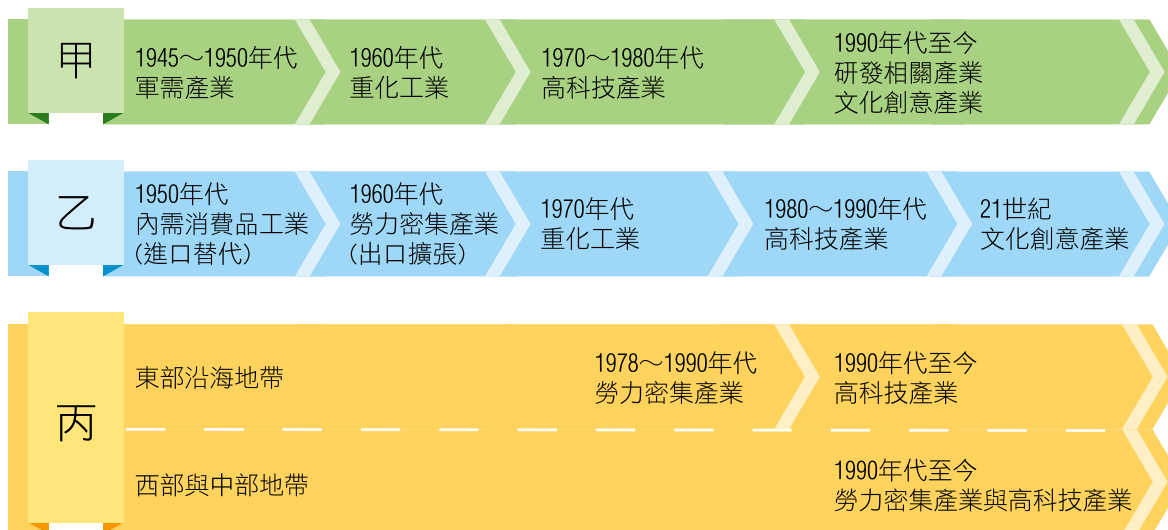 甲
1945～1950年代
軍需產業
1960年代
重化工業
1970～1980年代
高科技產業
1990年代至今
研發相關產業
文化創意產業
乙
1950年代
內需消費品工業
(進口替代)
1960年代
勞力密集產業
(出口擴張)
1970年代
重化工業
1980～1990年代
高科技產業
21世紀
文化創意產業
丙
東部沿海地帶
1978～1990年代
勞力密集產業
1990年代至今
高科技產業
西部與中部地帶
1990年代至今
勞力密集產業與高科技產業